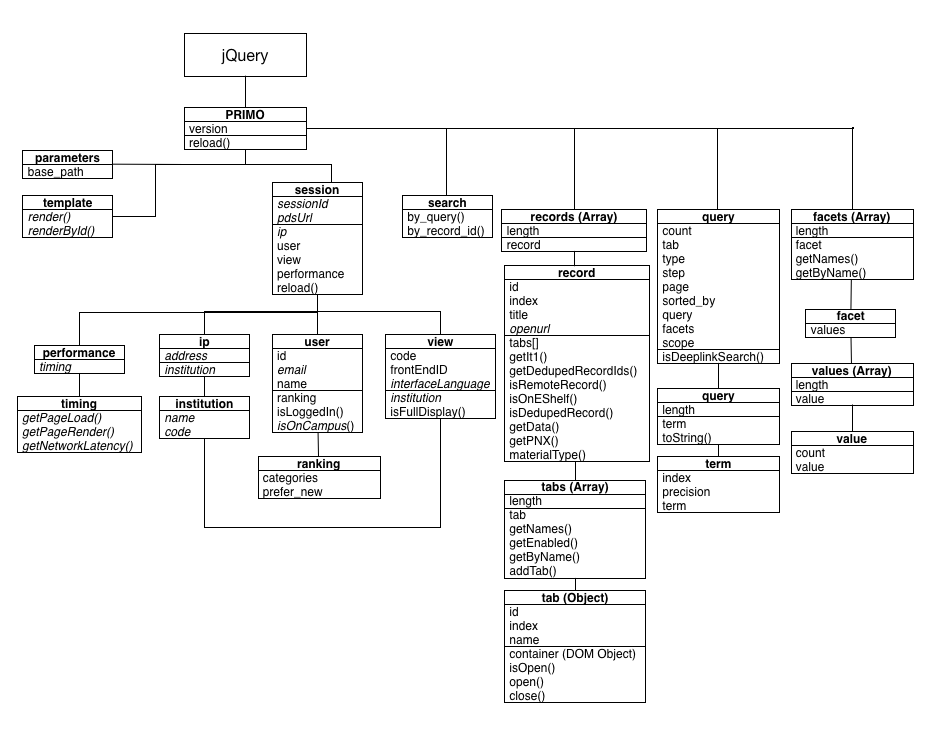 jQuery
PRIMO
version
reload()
parameters
base_path
template
render()
renderById()
session
sessionId
pdsUrl
ip
user
view
performance
reload()
search
by_query()
by_record_id()
records (Array)
length
record
query
count
tab
type
step
page
sorted_by
query
facets
scope
isDeeplinkSearch()
facets (Array)
length
facet
getNames()
getByName()
record
id
index
title
openurl
tabs[]
getIt1()
getDedupedRecordIds()
isRemoteRecord()
isOnEShelf()
isDedupedRecord()
getData()
getPNX()
materialType()
facet
values
performance
timing
ip
address
institution
user
id
email
name
ranking
isLoggedIn()
isOnCampus()
view
code
frontEndID
interfaceLanguage
institution
isFullDisplay()
values (Array)
length
value
timing
getPageLoad()
getPageRender()
getNetworkLatency()
institution
name
code
query
length
term
toString()
value
count
value
ranking
categories
prefer_new
term
index
precision
term
tabs (Array)
length
tab
getNames()
getEnabled()
getByName()
addTab()
tab (Object)
id
index
name
container (DOM Object)
isOpen()
open()
close()